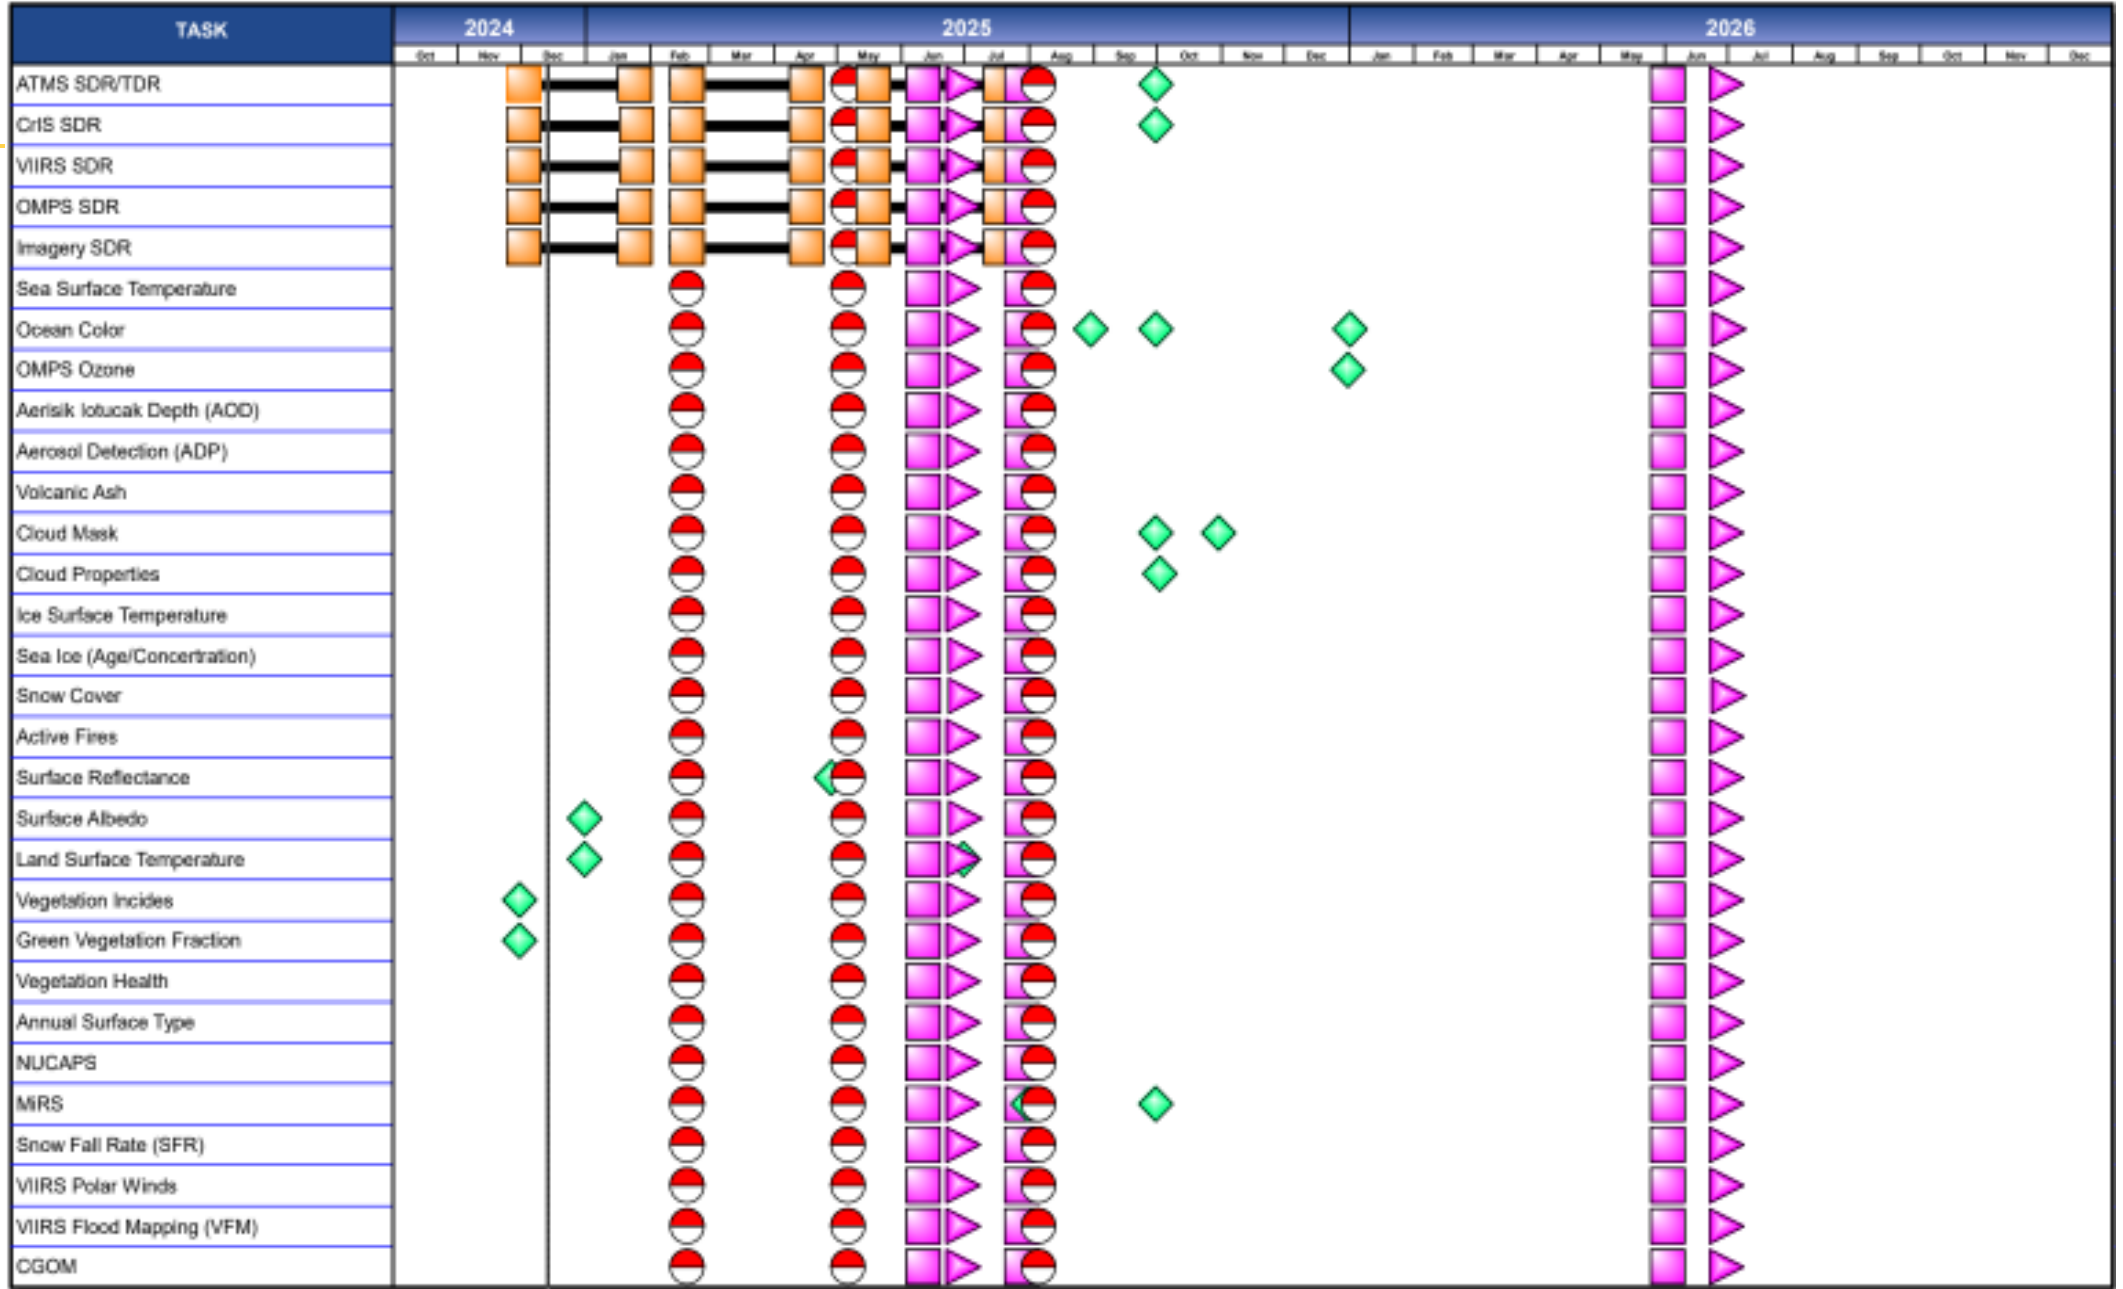 TASK 2024 2025 2026
Oct Nov Dec Jan Feb Mar Apr May Jun Jul Aug Sep Oct Nov Dec Jan Feb Mar Apr May Jun Jul Aug Sep Oct Nov Dec
ATMS SDR/TDR
CrIS SDR
VIIRS SDR
OMPS SDR
Imagery SDR
Sea Surface Temperature
Ocean Color
OMPS Ozone
Aerisik Iotucak Depth (AOD)
Aerosol Detection (ADP)
Volcanic Ash
Cloud Mask
Cloud Properties
Ice Surface Temperature
Sea Ice (Age/Concertration)
Snow Cover
Active Fires
Surface Reflectance
Surface Albedo
Land Surface Temperature
Vegetation Incides
Green Vegetation Fraction
Vegetation Health
Annual Surface Type
NUCAPS
MiRS
Snow Fall Rate (SFR)
VIIRS Polar Winds
VIIRS Flood Mapping (VFM)
CGOM